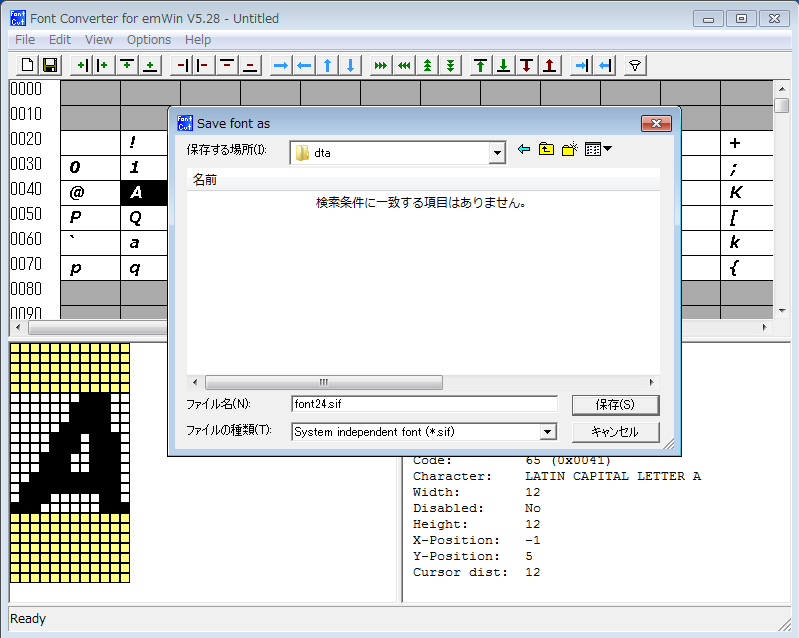 Font Converter for emWin V5.28 - Untitled
File Edit View Options Help
0000
0010
0020 ! +
0030 0 1 ;
0040 @ A K
0050 P Q [
0060 ` a k
0070 p q {
0080
0090
Save font as
保存する場所(I): dta
名前
検索条件に一致する項目はありません。
ファイル名(N): font24.sif 保存(S)
ファイルの種類(T): System independent font (*.sif) キャンセル
Code: 65 (0x0041)
Character: LATIN CAPITAL LETTER A
Width: 12
Disabled: No
Height: 12
X-Position: -1
Y-Position: 5
Cursor dist: 12
Ready